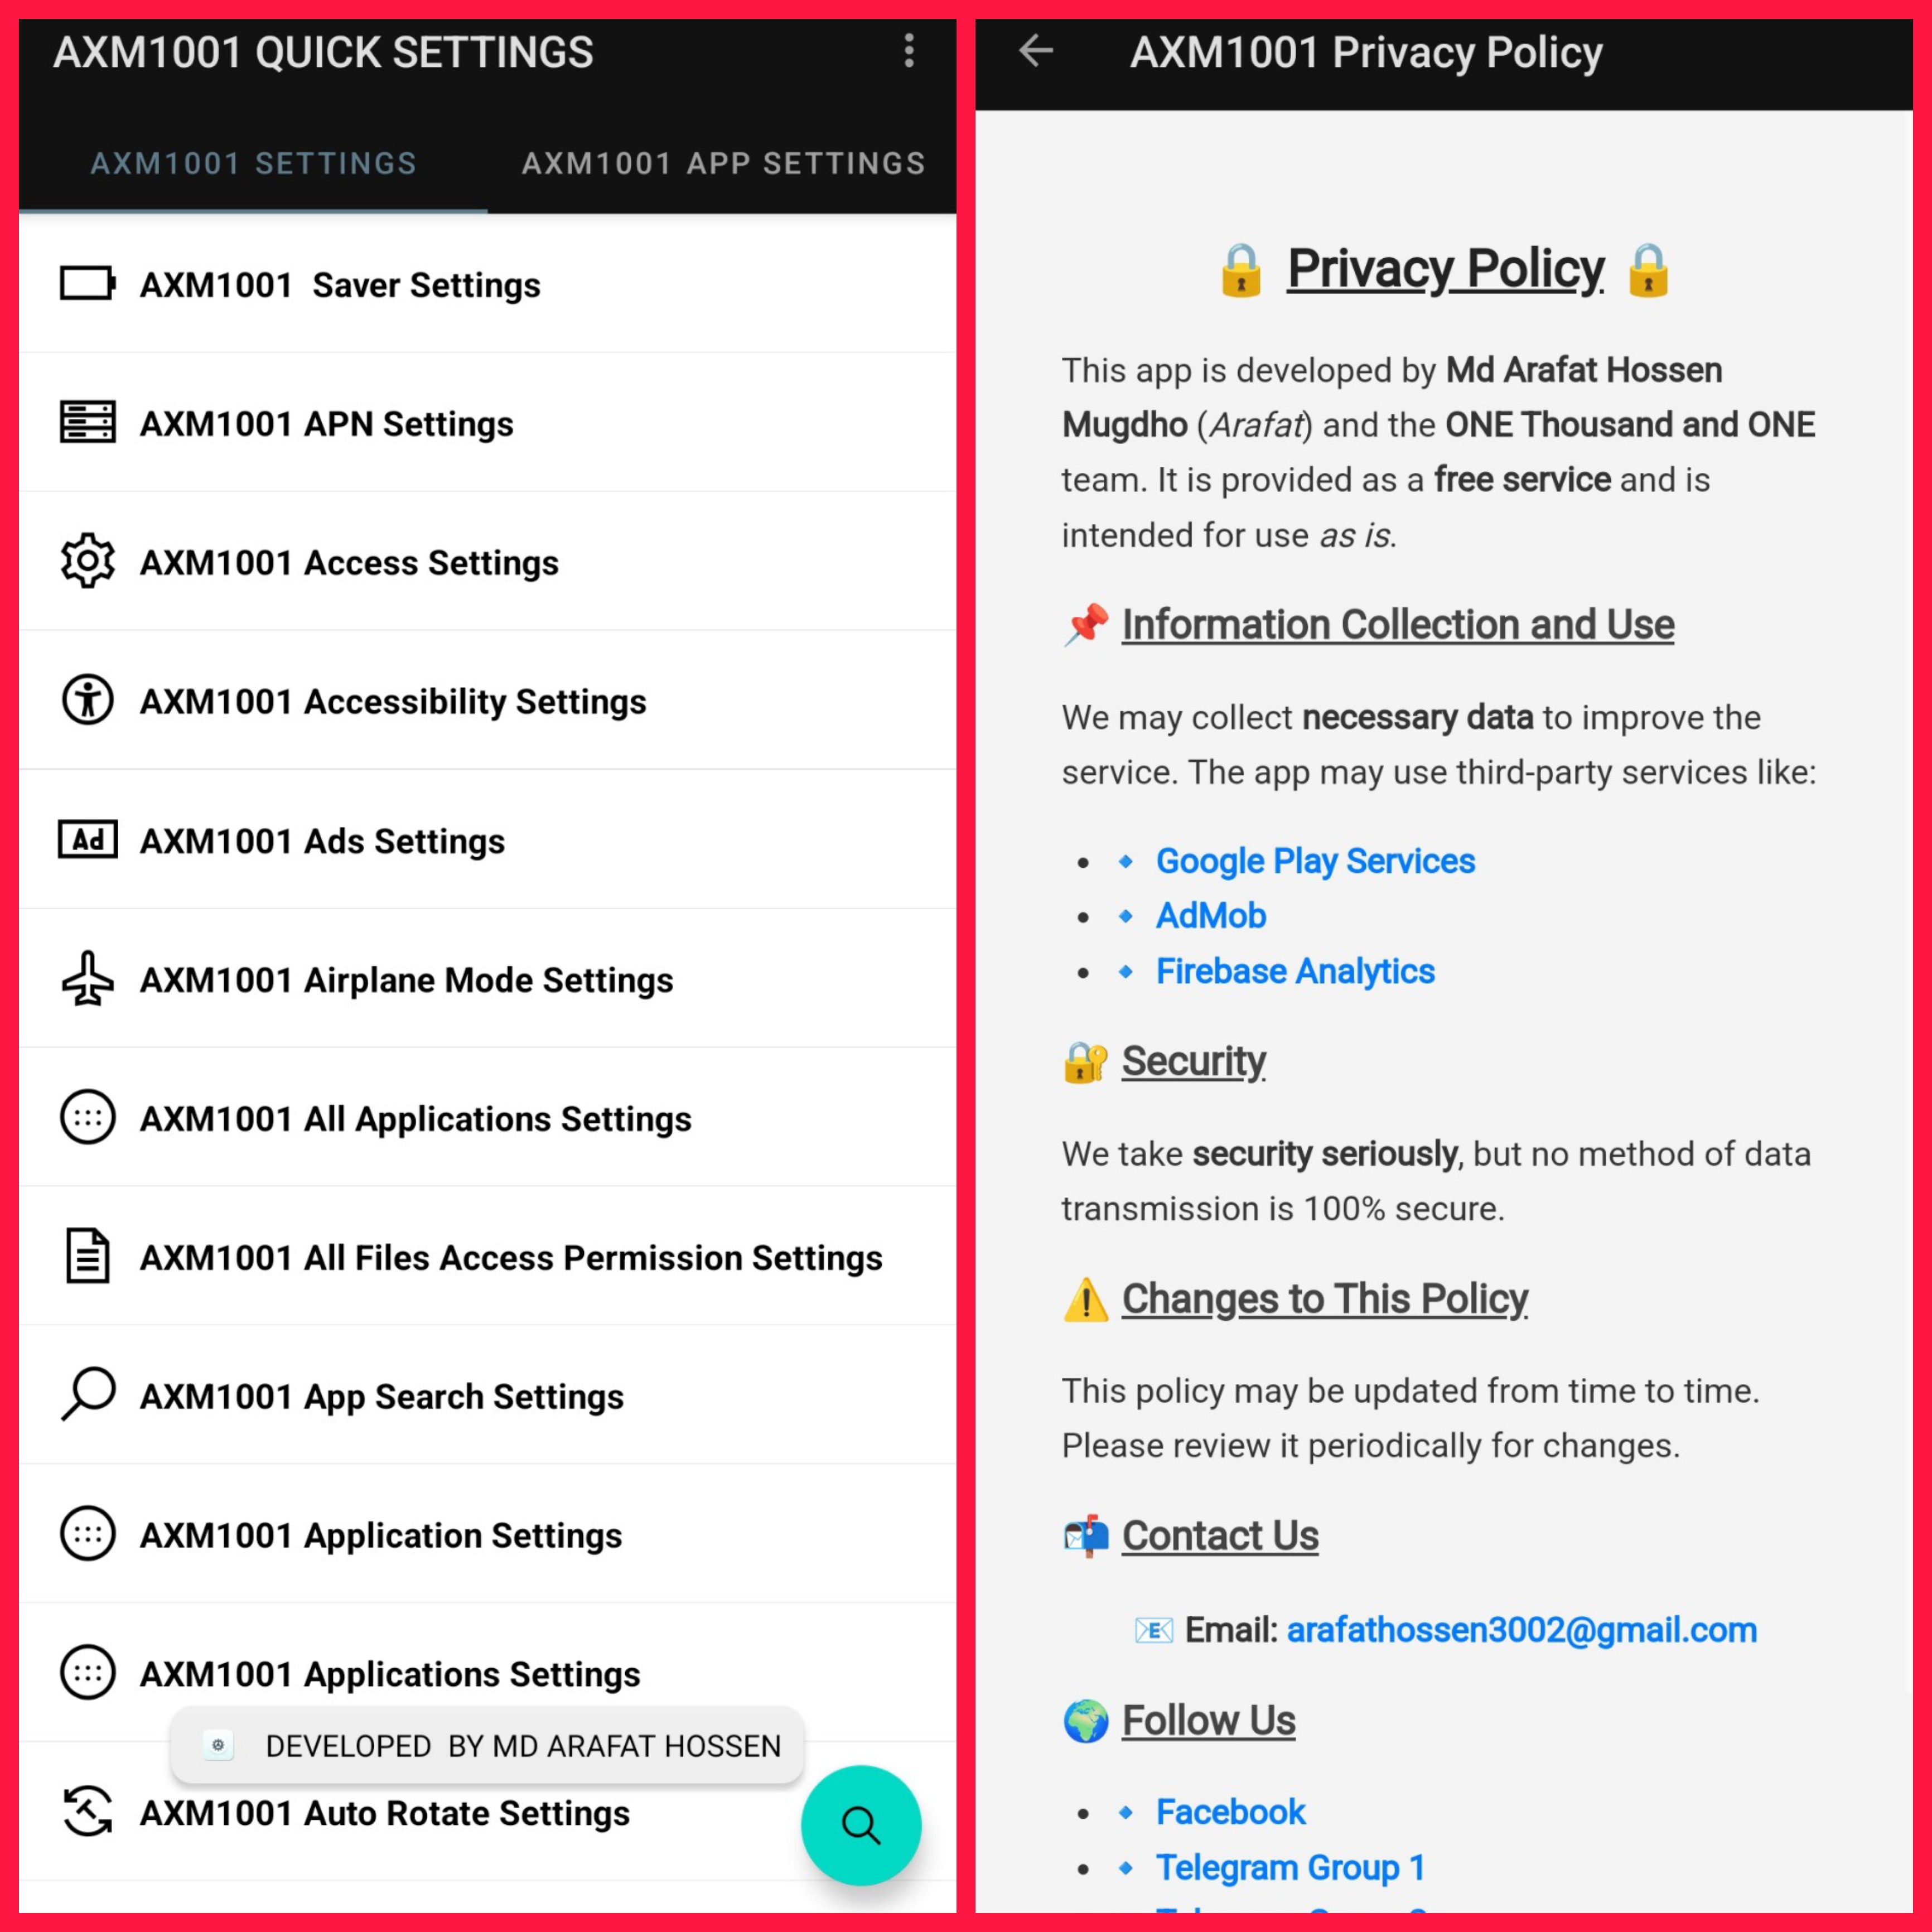 AXM1001 QUICK SETTINGS
AXM1001 SETTINGS
AXM1001 APP SETTINGS
AXM1001  Saver Settings
AXM1001 APN Settings
AXM1001 Access Settings
AXM1001 Accessibility Settings
Ad
AXM1001 Ads Settings
AXM1001 Airplane Mode Settings
AXM1001 All Applications Settings
AXM1001 All Files Access Permission Settings
AXM1001 App Search Settings
AXM1001 Application Settings
AXM1001 Applications Settings
DEVELOPED  BY MD ARAFAT HOSSEN
AXM1001 Auto Rotate Settings
AXM1001 Privacy Policy
🔒 Privacy Policy 🔒
This app is developed by Md Arafat Hossen
Mugdho (Arafat) and the ONE Thousand and ONE
team. It is provided as a free service and is
intended for use as is.
📌 Information Collection and Use
We may collect necessary data to improve the
service. The app may use third-party services like:
• 🔹 Google Play Services
• 🔹 AdMob
• 🔹 Firebase Analytics
🔐 Security
We take security seriously, but no method of data
transmission is 100% secure.
⚠️ Changes to This Policy
This policy may be updated from time to time.
Please review it periodically for changes.
📬 Contact Us
📧 Email: arafathossen3002@gmail.com
🌍 Follow Us
• 🔹 Facebook
• 🔹 Telegram Group 1